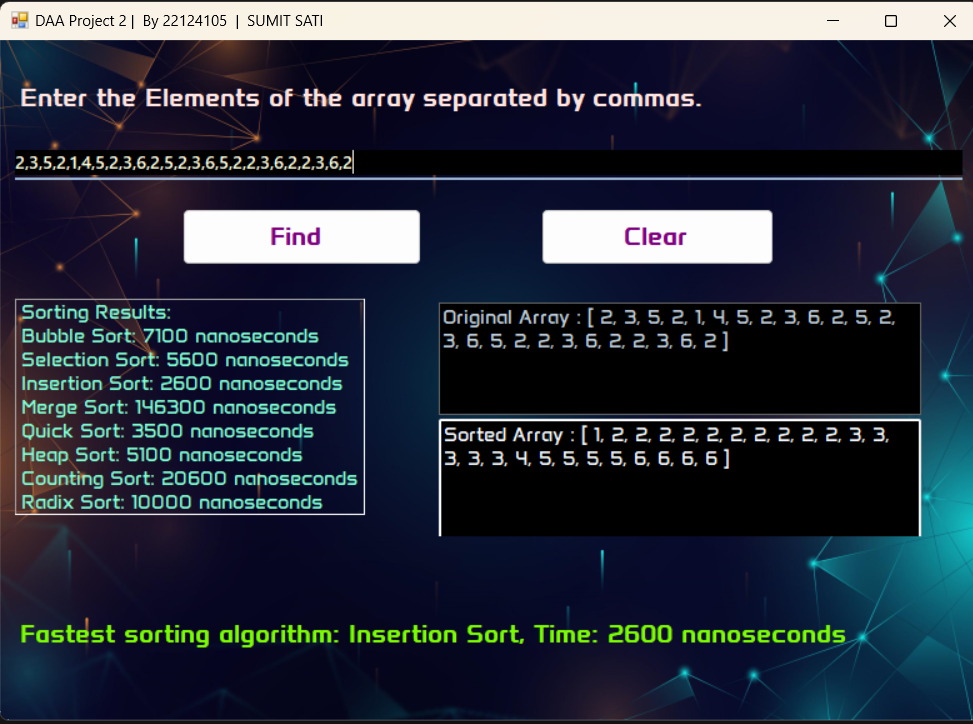 DAA Project 2 |  By 22124105  |  SUMIT SATI
Enter the Elements of the array separated by commas.
2,3,5,2,1,4,5,2,3,6,2,5,2,3,6,5,2,2,3,6,2,2,3,6,2
Find
Clear
Sorting Results:
Bubble Sort: 7100 nanoseconds
Selection Sort: 5600 nanoseconds
Insertion Sort: 2600 nanoseconds
Merge Sort: 146300 nanoseconds
Quick Sort: 3500 nanoseconds
Heap Sort: 5100 nanoseconds
Counting Sort: 20600 nanoseconds
Radix Sort: 10000 nanoseconds
Original Array : [ 2, 3, 5, 2, 1, 4, 5, 2, 3, 6, 2, 5, 2,
3, 6, 5, 2, 2, 3, 6, 2, 2, 3, 6, 2 ]
Sorted Array : [ 1, 2, 2, 2, 2, 2, 2, 2, 2, 2, 2, 3, 3,
3, 3, 3, 4, 5, 5, 5, 5, 6, 6, 6, 6 ]
Fastest sorting algorithm: Insertion Sort, Time: 2600 nanoseconds